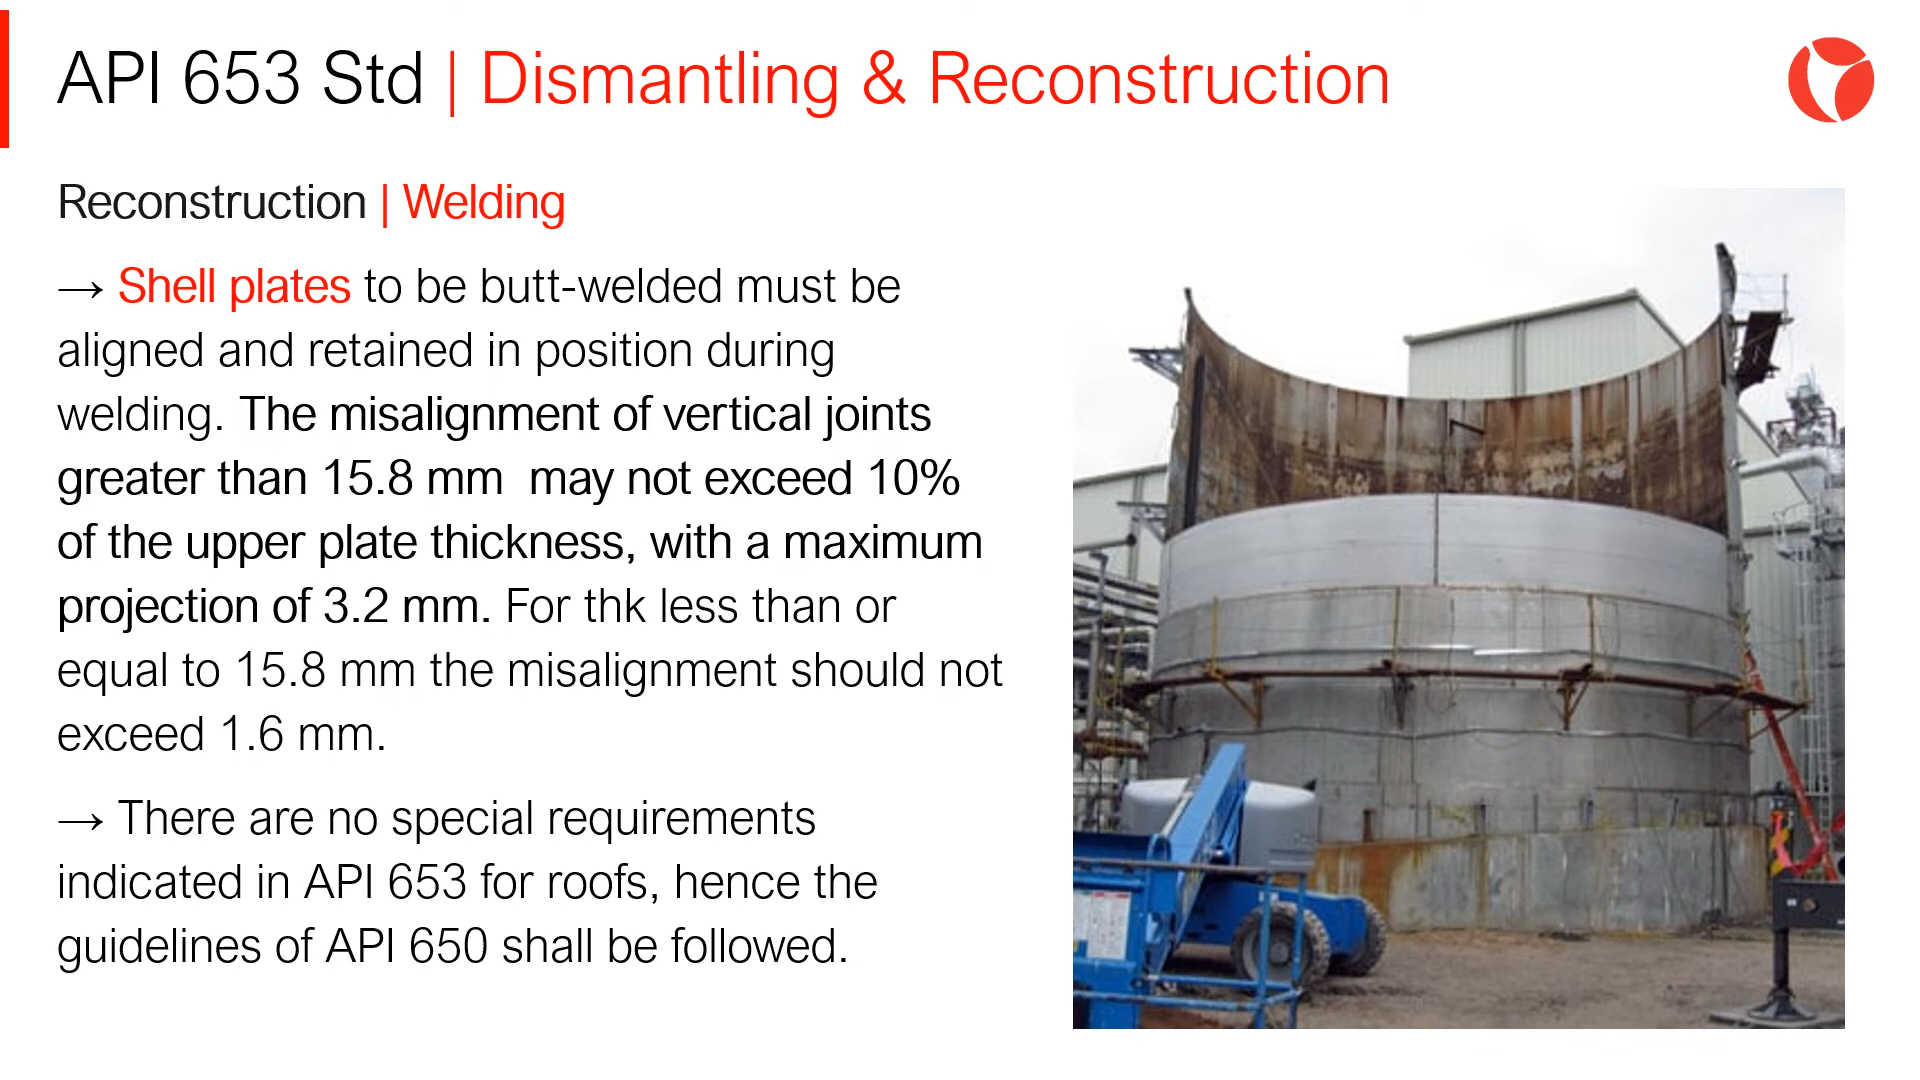 API 653 Std | Dismantling & Reconstruction
Reconstruction | Welding
→ Shell plates to be butt-welded must be
aligned and retained in position during
welding. The misalignment of vertical joints
greater than 15.8 mm  may not exceed 10%
of the upper plate thickness, with a maximum
projection of 3.2 mm. For thk less than or
equal to 15.8 mm the misalignment should not
exceed 1.6 mm.
→ There are no special requirements
indicated in API 653 for roofs, hence the
guidelines of API 650 shall be followed.